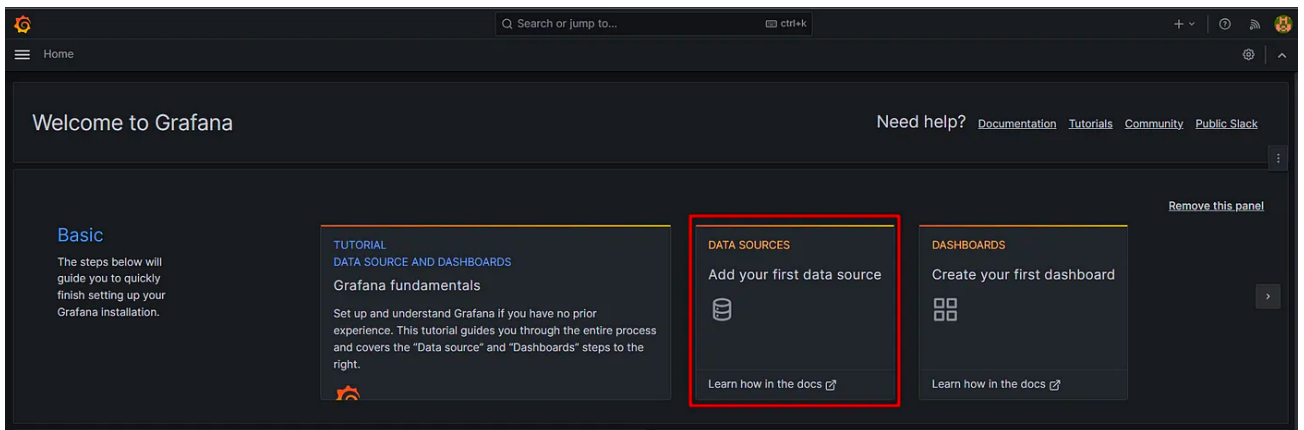 Search or jump to...
ctrl+k
Home
Welcome to Grafana
Need help? Documentation Tutorials Community Public Slack
Remove this panel
Basic
The steps below will
guide you to quickly
finish setting up your
Grafana installation.
TUTORIAL
DATA SOURCE AND DASHBOARDS
Grafana fundamentals
Set up and understand Grafana if you have no prior
experience. This tutorial guides you through the entire process
and covers the “Data source” and “Dashboards” steps to the
right.
DATA SOURCES
Add your first data source
Learn how in the docs
DASHBOARDS
Create your first dashboard
Learn how in the docs